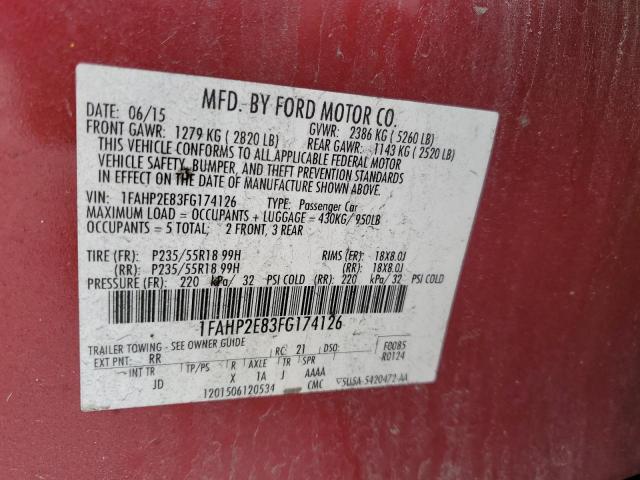 MFD. BY FORD MOTOR CO.
DATE: 06/15 GVWR: 2386 KG ( 5260 LB)
FRONT GAWR: 1279 KG ( 2820 LB) REAR GAWR: 1143 KG ( 2520 LB)
THIS VEHICLE CONFORMS TO ALL APPLICABLE FEDERAL MOTOR
VEHICLE SAFETY, BUMPER, AND THEFT PREVENTION STANDARDS
IN EFFECT ON THE DATE OF MANUFACTURE SHOWN ABOVE.
VIN: 1FAHP2E83FG174126 TYPE: Passenger Car
MAXIMUM LOAD = OCCUPANTS + LUGGAGE = 430KG/ 950LB
OCCUPANTS = 5 TOTAL; 2 FRONT, 3 REAR
TIRE (FR): P235/55R18 99H RIMS (FR): 18X8.0J
(RR): P235/55R18 99H (RR): 18X8.0J
PRESSURE (FR): 220 kPa/ 32 PSI COLD (RR): 220 kPa/ 32 PSI COLD
1FAHP2E83FG174126
TRAILER TOWING - SEE OWNER GUIDE
EXT PNT: RR RC: 21 DSO: F0085
R0124
INT TR TP/PS R AXLE TR SPR
JD X 1A J AAAA
1201506120534 CMC 5U5A-5420472-AA